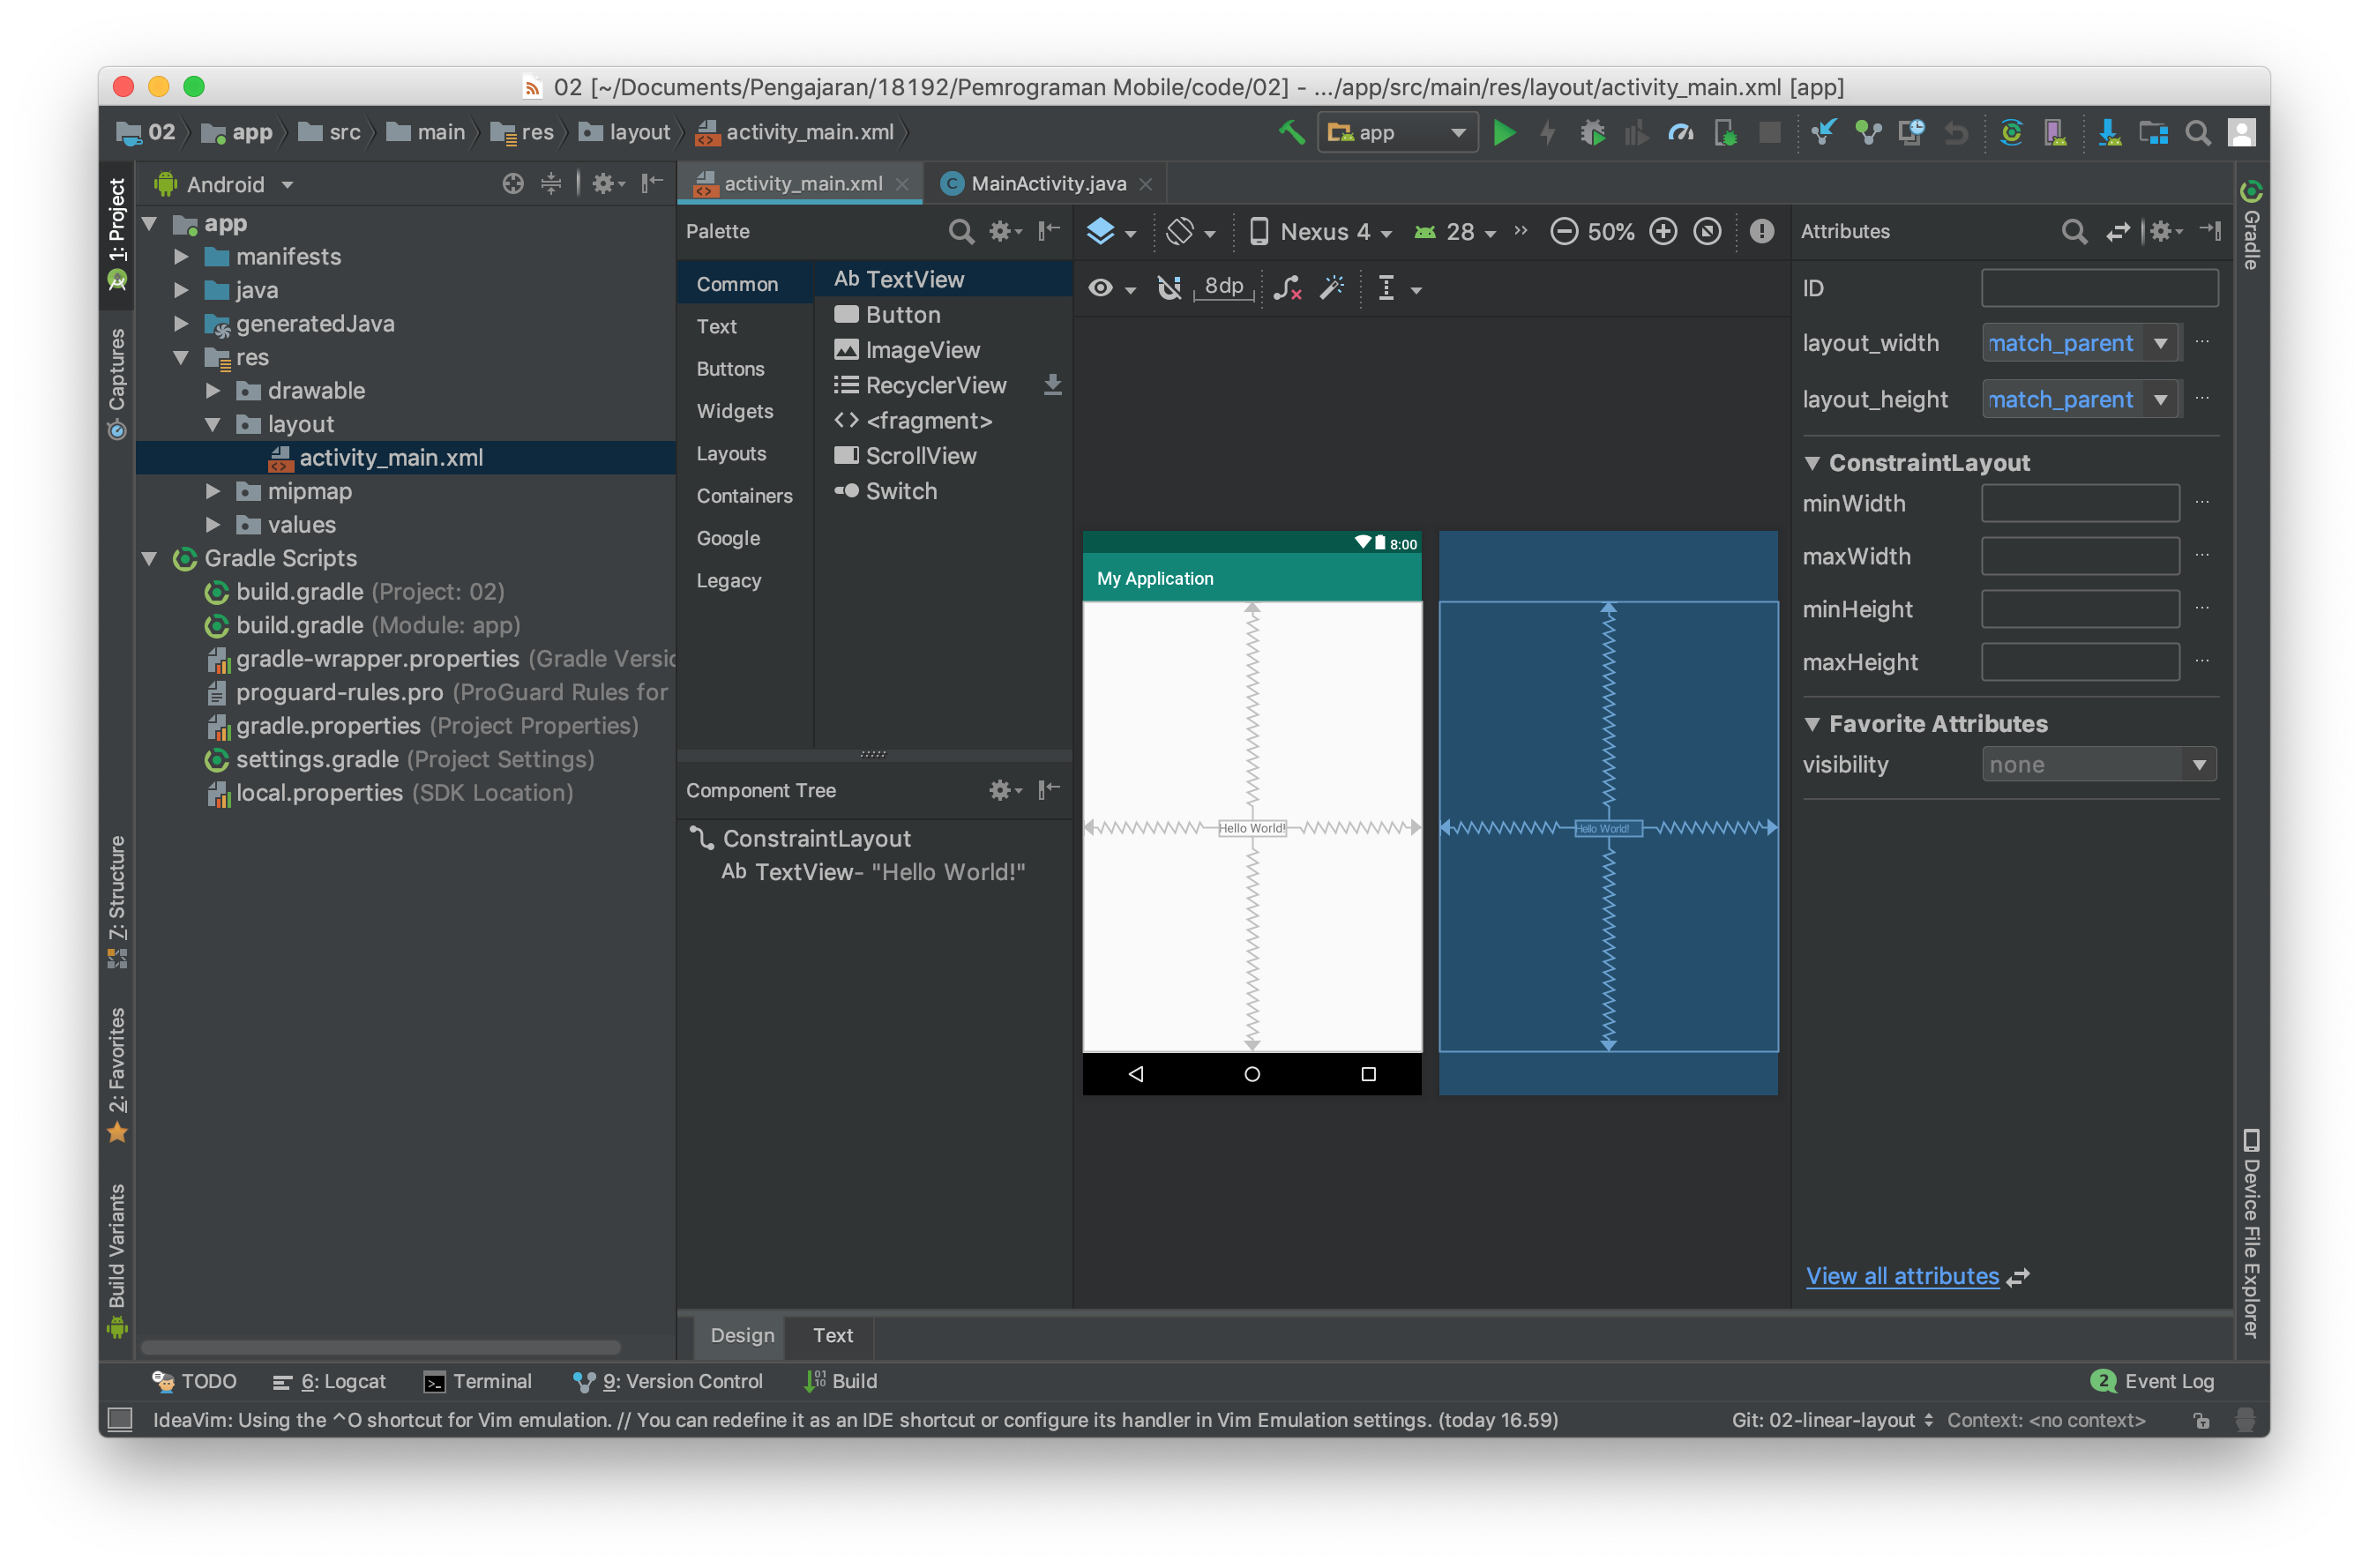 02 [~/Documents/Pengajaran/18192/Pemrograman Mobile/code/02] - .../app/src/main/res/layout/activity_main.xml [app]
02 app src main res layout activity_main.xml
app
1: Project
Captures
7: Structure
2: Favorites
Build Variants
Android
app
manifests
java
generatedJava
res
drawable
layout
activity_main.xml
mipmap
values
Gradle Scripts
build.gradle (Project: 02)
build.gradle (Module: app)
gradle-wrapper.properties (Gradle Versic
proguard-rules.pro (ProGuard Rules for
gradle.properties (Project Properties)
settings.gradle (Project Settings)
local.properties (SDK Location)
activity_main.xml
C MainActivity.java
Palette
Common
Text
Buttons
Widgets
Layouts
Containers
Google
Legacy
Ab TextView
Button
ImageView
RecyclerView
<> <fragment>
ScrollView
Switch
Component Tree
ConstraintLayout
Ab TextView- "Hello World!"
Nexus 4 28 » 50%
8dp
8:00
My Application
Hello World!
Hello World!
Attributes
ID
layout_width match_parent ...
layout_height match_parent ...
ConstraintLayout
minWidth ...
maxWidth ...
minHeight ...
maxHeight ...
Favorite Attributes
visibility none
View all attributes
Gradle
Device File Explorer
Design Text
TODO 6: Logcat Terminal 9: Version Control Build
2 Event Log
IdeaVim: Using the ^O shortcut for Vim emulation. // You can redefine it as an IDE shortcut or configure its handler in Vim Emulation settings. (today 16.59)
Git: 02-linear-layout Context: <no context>